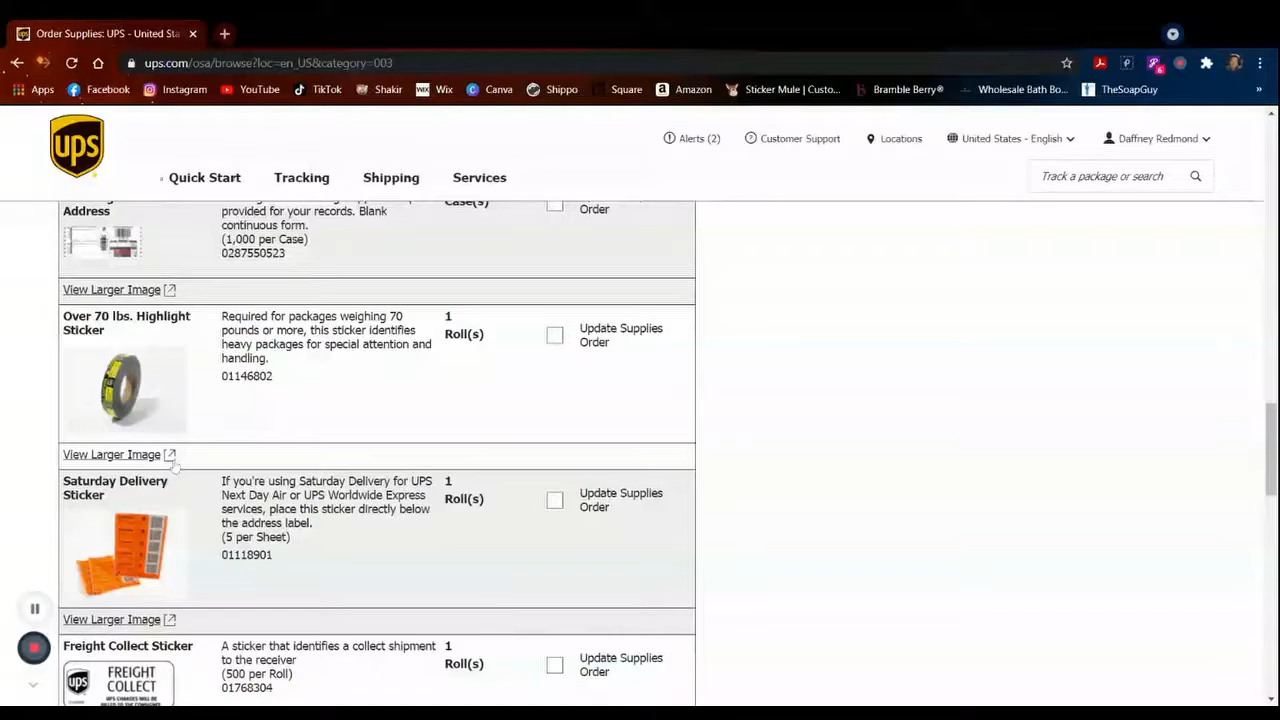 Order Supplies: UPS - United Sta
ups.com/osa/browse?loc=en_US&category=003
6
Apps Facebook Instagram YouTube TikTok Shakir WIX Wix Canva Shippo Square Amazon Sticker Mule | Custo... Bramble Berry® Wholesale Bath Bo... TheSoapGuy »
ups
Alerts (2) Customer Support Locations United States - English Daffney Redmond
Quick Start Tracking Shipping Services
Track a package or search
Address
provided for your records. Blank
continuous form.
(1,000 per Case)
0287550523
Case(s)
Order
View Larger Image
Over 70 lbs. Highlight
Sticker
Required for packages weighing 70
pounds or more, this sticker identifies
heavy packages for special attention and
handling.
01146802
1
Roll(s)
Update Supplies
Order
View Larger Image
Saturday Delivery
Sticker
If you're using Saturday Delivery for UPS
Next Day Air or UPS Worldwide Express
services, place this sticker directly below
the address label.
(5 per Sheet)
01118901
1
Roll(s)
Update Supplies
Order
View Larger Image
Freight Collect Sticker
A sticker that identifies a collect shipment
to the receiver
(500 per Roll)
01768304
1
Roll(s)
Update Supplies
Order
ups
FREIGHT
COLLECT